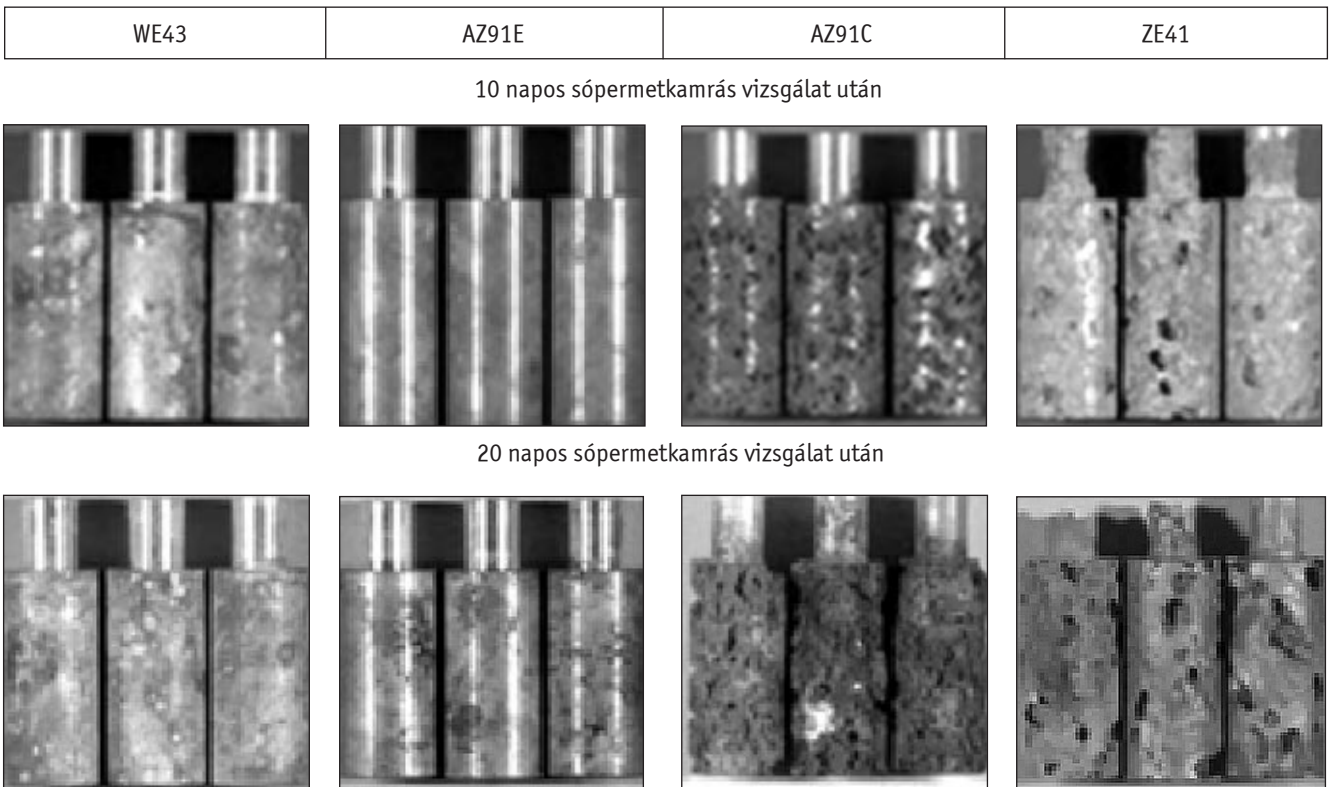 WE43 AZ91E AZ91C ZE41
10 napos sópermetkamrás vizsgálat után
20 napos sópermetkamrás vizsgálat után